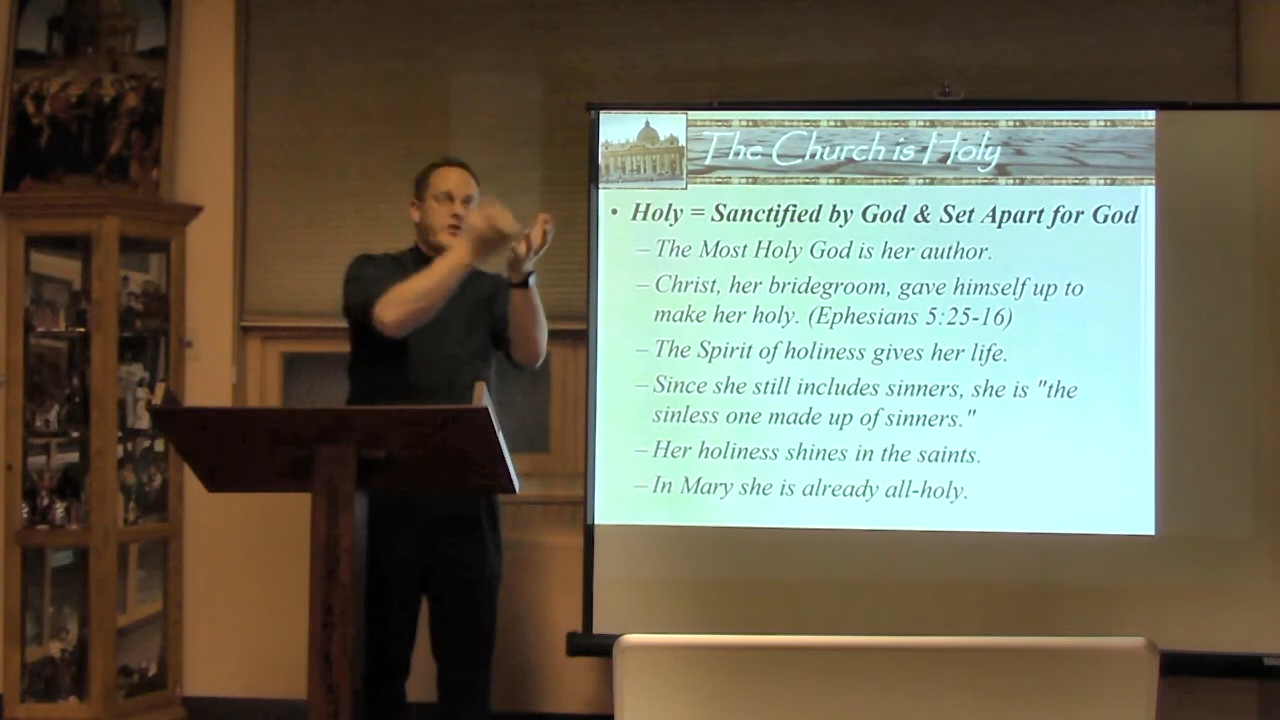 The Church is Holy
• Holy = Sanctified by God & Set Apart for God
– The Most Holy God is her author.
– Christ, her bridegroom, gave himself up to
make her holy. (Ephesians 5:25-16)
– The Spirit of holiness gives her life.
– Since she still includes sinners, she is "the
sinless one made up of sinners."
– Her holiness shines in the saints.
– In Mary she is already all-holy.